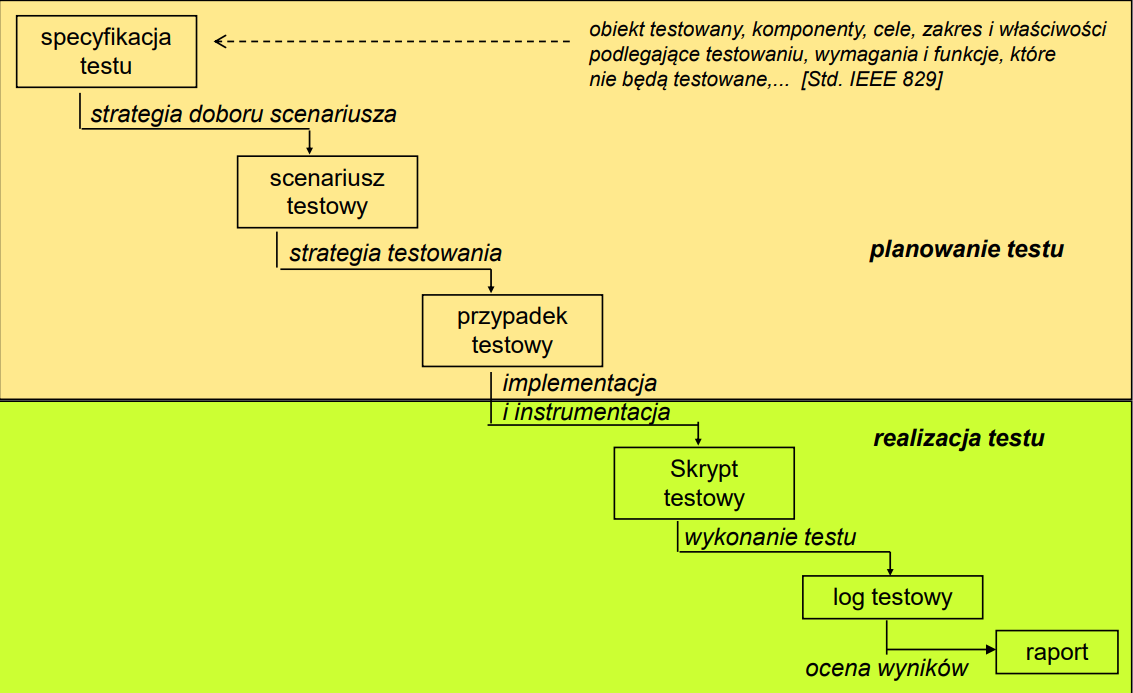 specyfikacja
testu
obiekt testowany, komponenty, cele, zakres i właściwości
podlegające testowaniu, wymagania i funkcje, które
nie będą testowane,... [Std. IEEE 829]
strategia doboru scenariusza
scenariusz
testowy
strategia testowania
planowanie testu
przypadek
testowy
implementacja
i instrumentacja
realizacja testu
Skrypt
testowy
wykonanie testu
log testowy
raport
ocena wyników